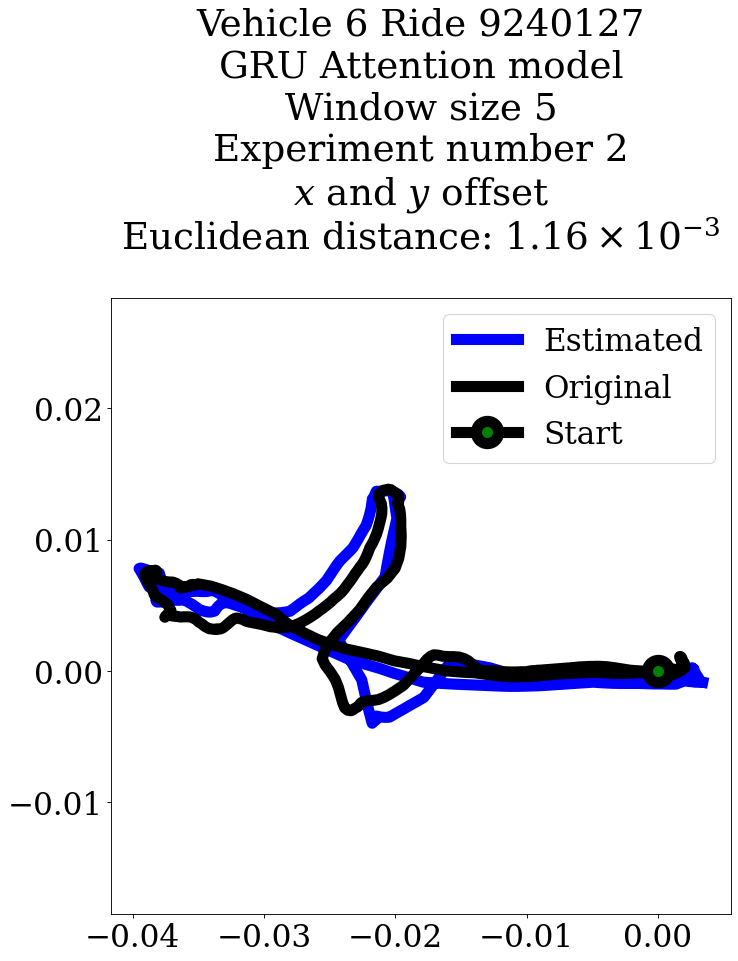 Vehicle 6 Ride 9240127
GRU Attention model
Window size 5
Experiment number 2
x and y offset
Euclidean distance: 1.16 × 10⁻³
Estimated
Original
Start
0.02
0.01
0.00
−0.01
−0.04 −0.03 −0.02 −0.01 0.00